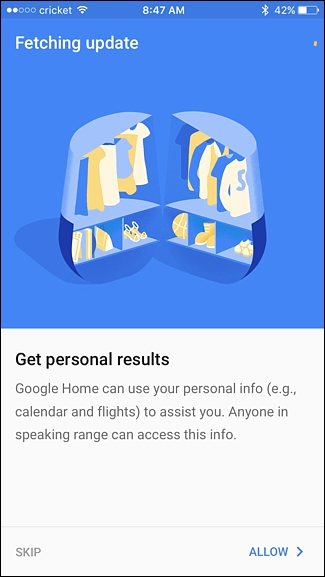 cricket 8:47 AM 42%
Fetching update
Get personal results
Google Home can use your personal info (e.g.,
calendar and flights) to assist you. Anyone in
speaking range can access this info.
SKIP ALLOW